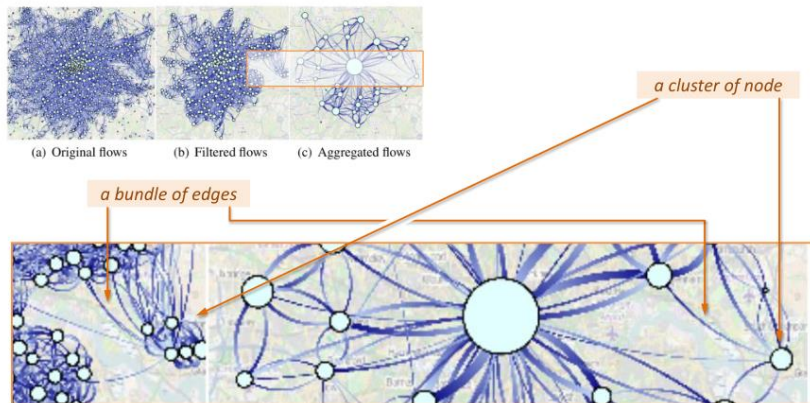 (a) Original flows
(b) Filtered flows
(c) Aggregated flows
a cluster of node
a bundle of edges